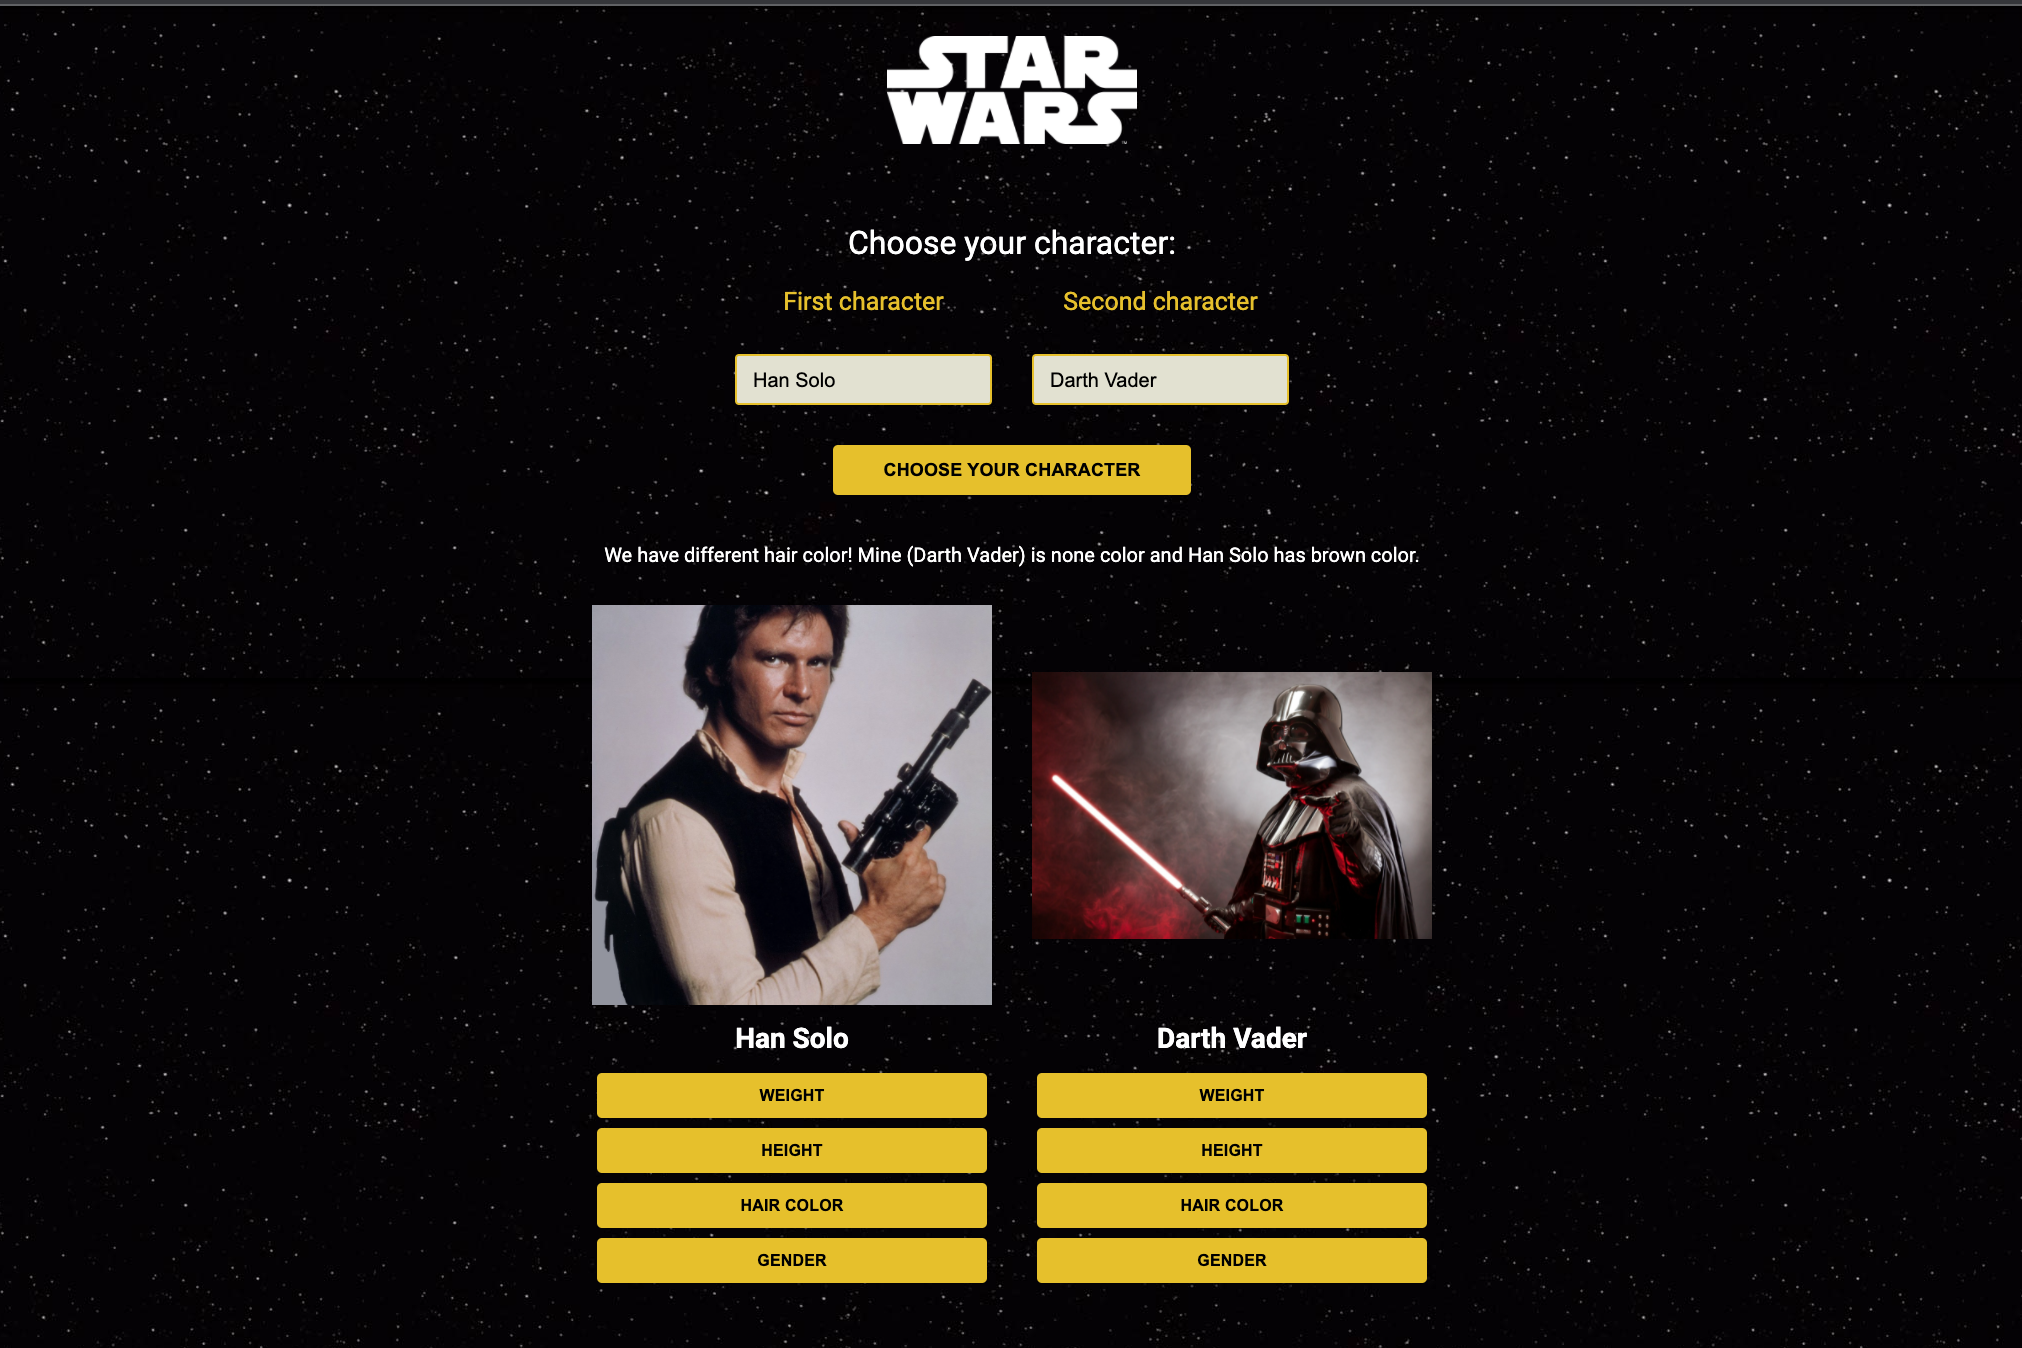 STAR
WARS
Choose your character:
First character
Second character
Han Solo
Darth Vader
CHOOSE YOUR CHARACTER
We have different hair color! Mine (Darth Vader) is none color and Han Solo has brown color.
Han Solo
Darth Vader
WEIGHT
WEIGHT
HEIGHT
HEIGHT
HAIR COLOR
HAIR COLOR
GENDER
GENDER